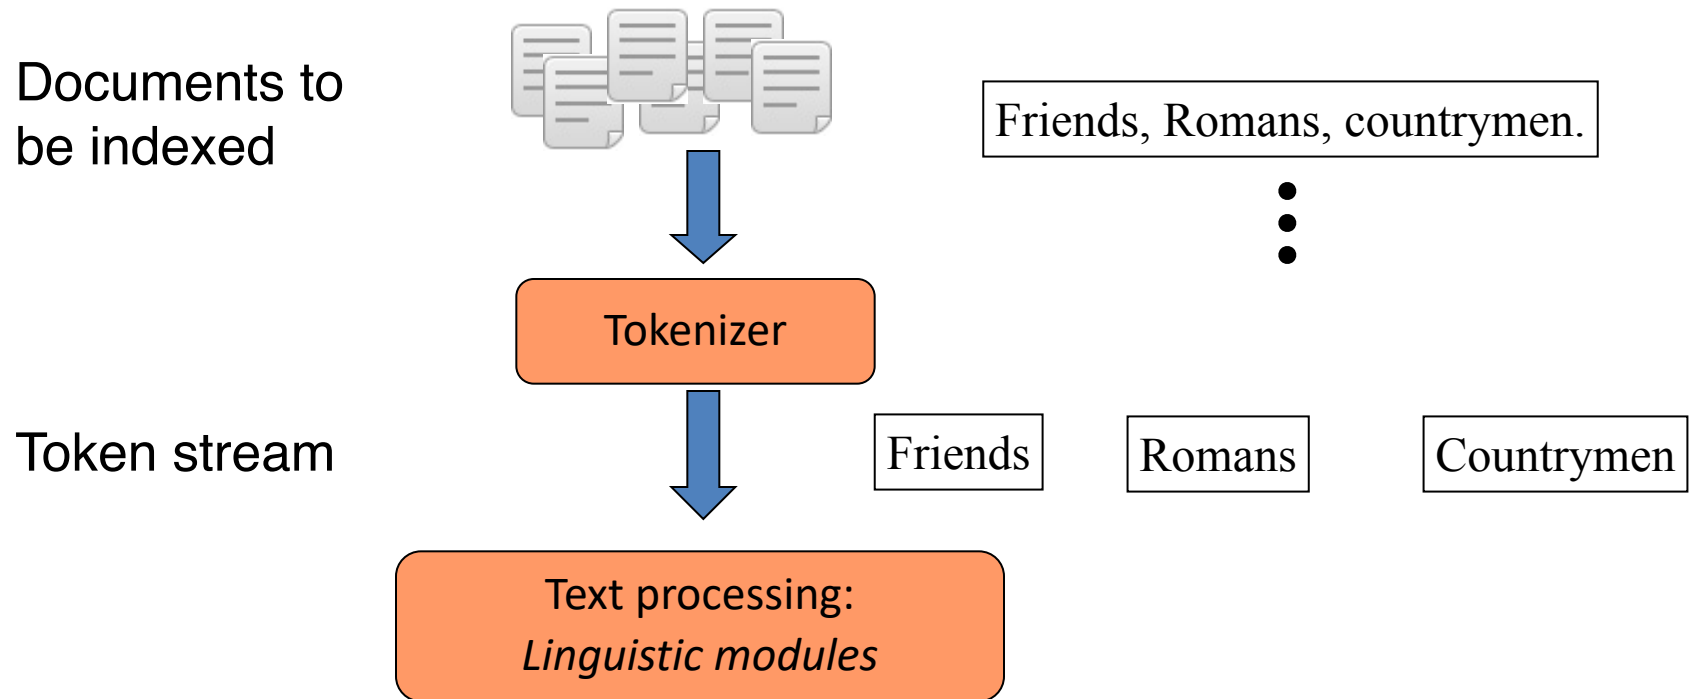 Documents to
be indexed
Friends, Romans, countrymen.
Tokenizer
Token stream
Friends
Romans
Countrymen
Text processing:
Linguistic modules